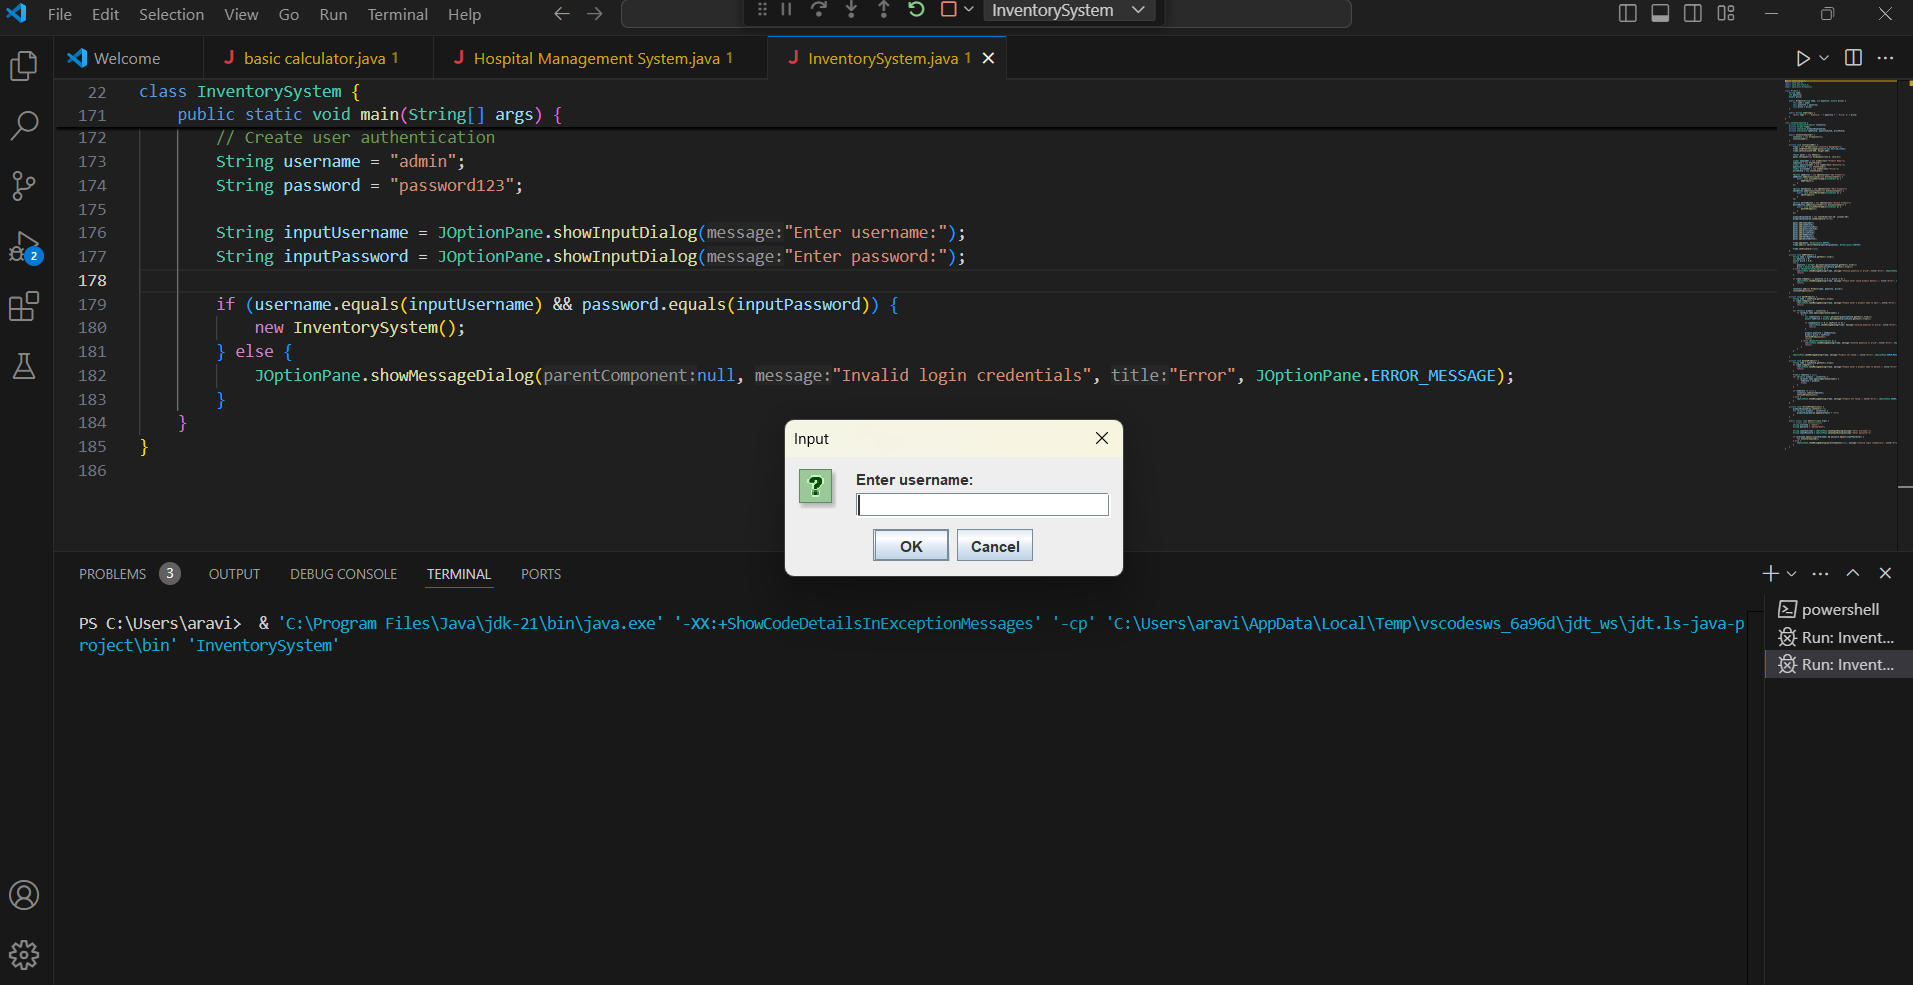 File Edit Selection View Go Run Terminal Help
InventorySystem
Welcome
J basic calculator.java 1
J Hospital Management System.java 1
J InventorySystem.java 1
22 class InventorySystem {
171 public static void main(String[] args) {
172 // Create user authentication
173 String username = "admin";
174 String password = "password123";
175
176 String inputUsername = JOptionPane.showInputDialog(message:"Enter username:");
177 String inputPassword = JOptionPane.showInputDialog(message:"Enter password:");
178
179 if (username.equals(inputUsername) && password.equals(inputPassword)) {
180 new InventorySystem();
181 } else {
182 JOptionPane.showMessageDialog(parentComponent:null, message:"Invalid login credentials", title:"Error", JOptionPane.ERROR_MESSAGE);
183 }
184 }
185 }
186
2
Input
?
Enter username:
OK Cancel
PROBLEMS 3 OUTPUT DEBUG CONSOLE TERMINAL PORTS
PS C:\Users\aravi> & 'C:\Program Files\Java\jdk-21\bin\java.exe' '-XX:+ShowCodeDetailsInExceptionMessages' '-cp' 'C:\Users\aravi\AppData\Local\Temp\vscodesws_6a96d\jdt_ws\jdt.ls-java-p
roject\bin' 'InventorySystem'
powershell
Run: Invent...
Run: Invent...